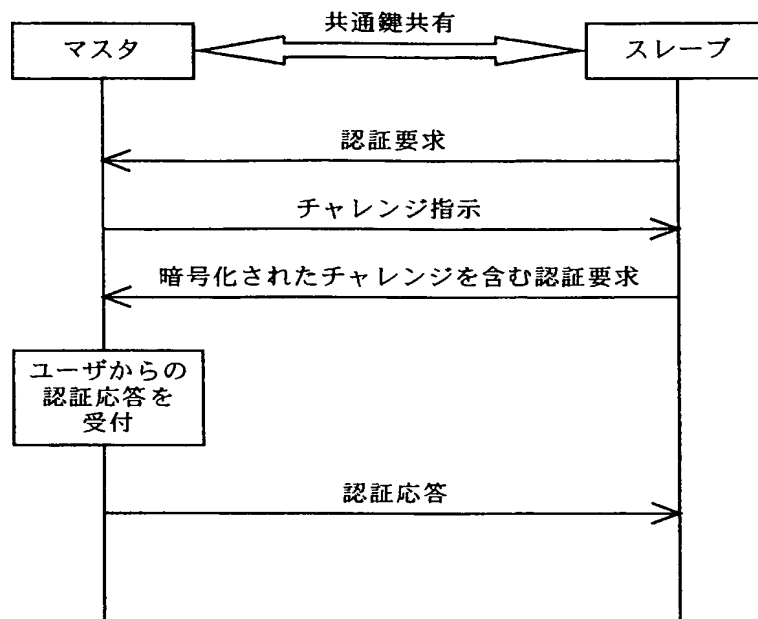 共通鍵共有
マスタ
スレーブ
認証要求
チャレンジ指示
暗号化されたチャレンジを含む認証要求
ユーザからの
認証応答を
受付
認証応答